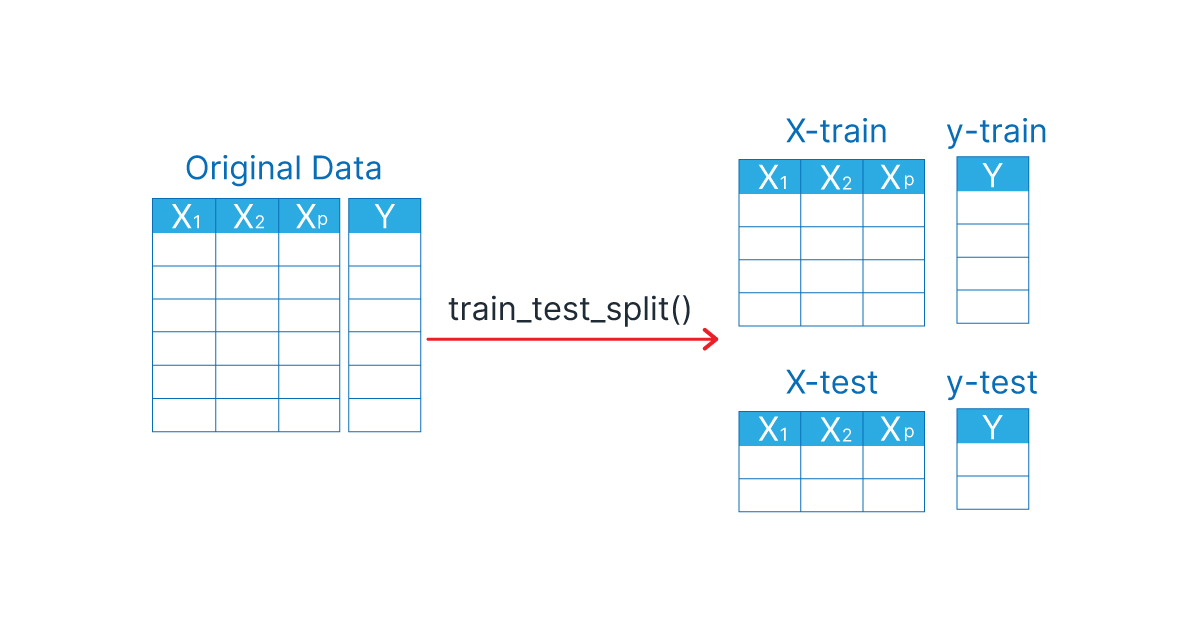 Original Data
X1 X2 Xp Y
train_test_split()
X-train y-train
X1 X2 Xp Y
X-test y-test
X1 X2 Xp Y